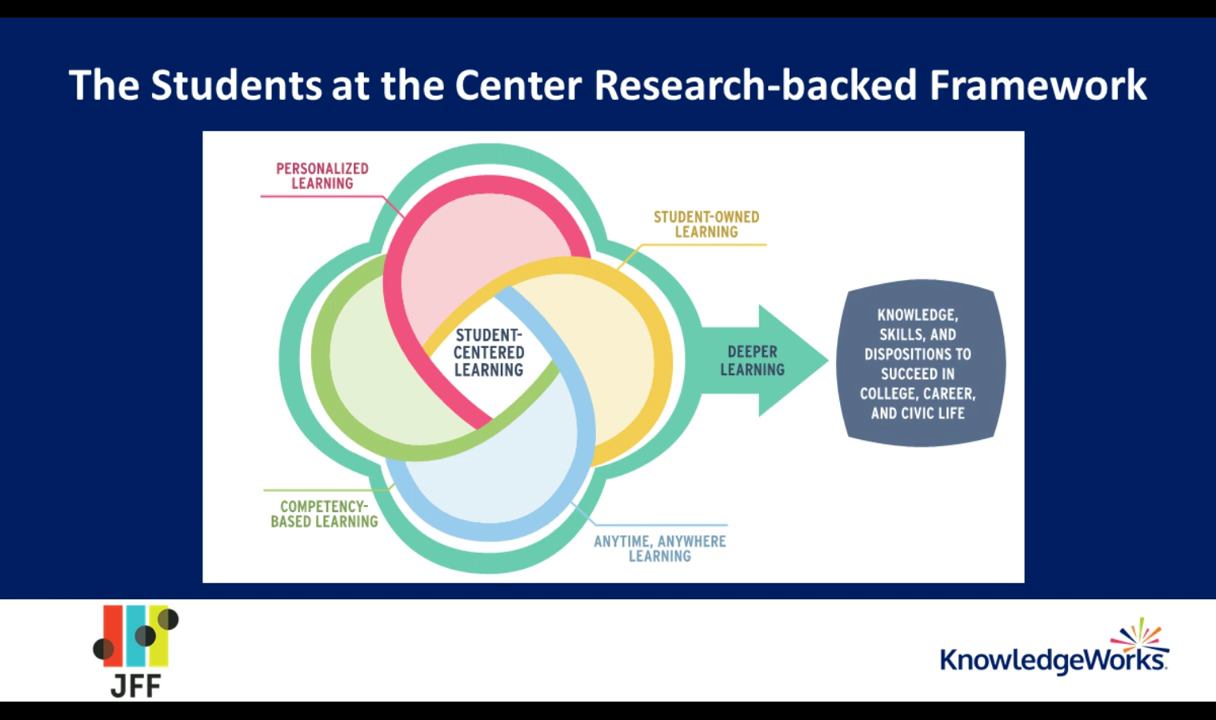 The Students at the Center Research-backed Framework
PERSONALIZED
LEARNING
STUDENT-OWNED
LEARNING
STUDENT-
CENTERED
LEARNING
DEEPER
LEARNING
KNOWLEDGE,
SKILLS, AND
DISPOSITIONS TO
SUCCEED IN
COLLEGE, CAREER,
AND CIVIC LIFE
COMPETENCY-
BASED LEARNING
ANYTIME, ANYWHERE
LEARNING
JFF
KnowledgeWorks